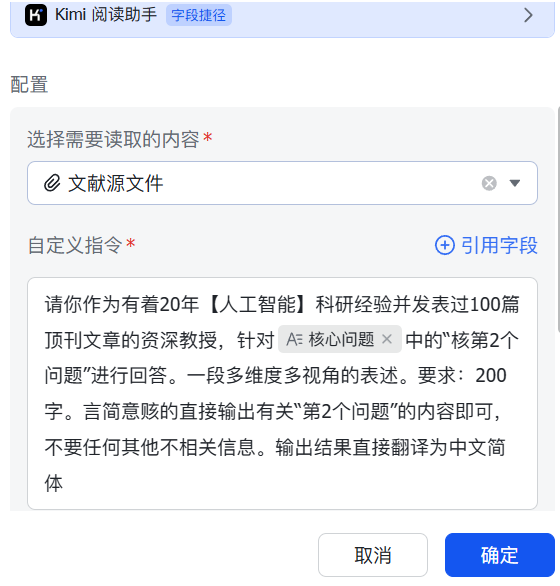 Kimi 阅读助手 字段捷径
配置
选择需要读取的内容*
文献源文件
自定义指令* 引用字段
请你作为有着20年【人工智能】科研经验并发表过100篇
顶刊文章的资深教授，针对 核心问题 中的“核第2个
问题”进行回答。一段多维度多视角的表述。要求：200
字。言简意赅的直接输出有关“第2个问题”的内容即可，
不要任何其他不相关信息。输出结果直接翻译为中文简
体
取消 确定